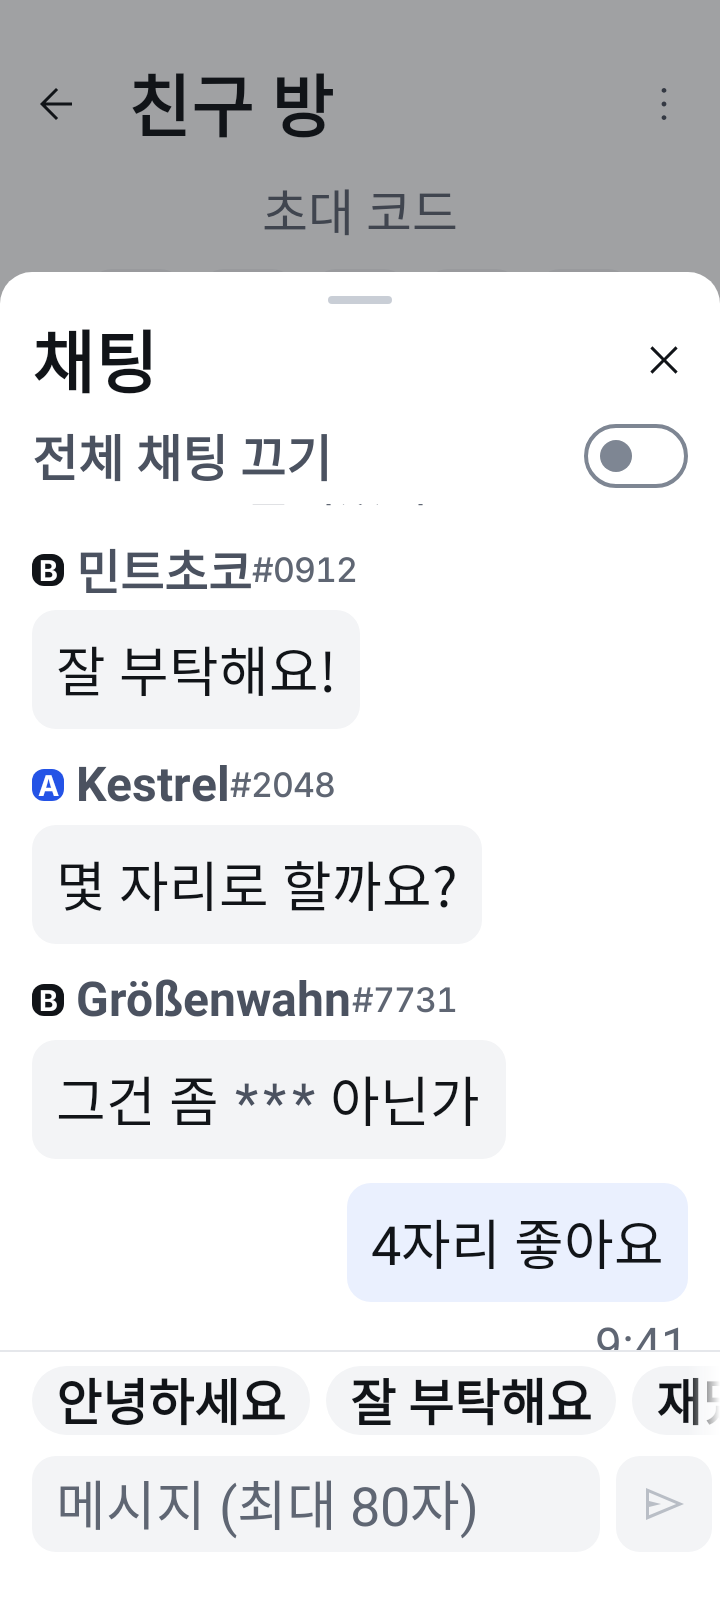 친구 방
초대 코드
채팅
전체 채팅 끄기
B 민트초코#0912
잘 부탁해요!
A Kestrel#2048
몇 자리로 할까요?
B Größenwahn#7731
그건 좀 *** 아닌가
4자리 좋아요
9:41
안녕하세요 잘 부탁해요
메시지 (최대 80자)